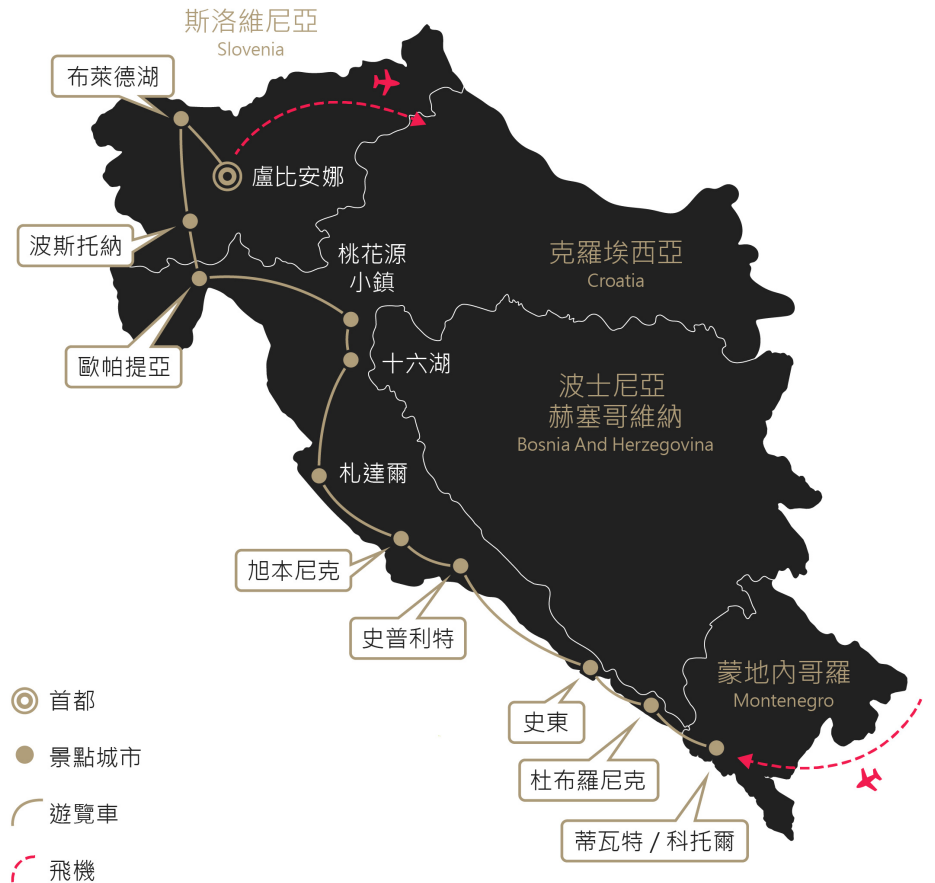 斯洛維尼亞
Slovenia
布萊德湖
盧比安娜
波斯托納
桃花源
小鎮
克羅埃西亞
Croatia
歐帕提亞
十六湖
波士尼亞
赫塞哥維納
Bosnia And Herzegovina
札達爾
旭本尼克
史普利特
蒙地內哥羅
Montenegro
史東
杜布羅尼克
蒂瓦特 / 科托爾
首都
景點城市
遊覽車
飛機